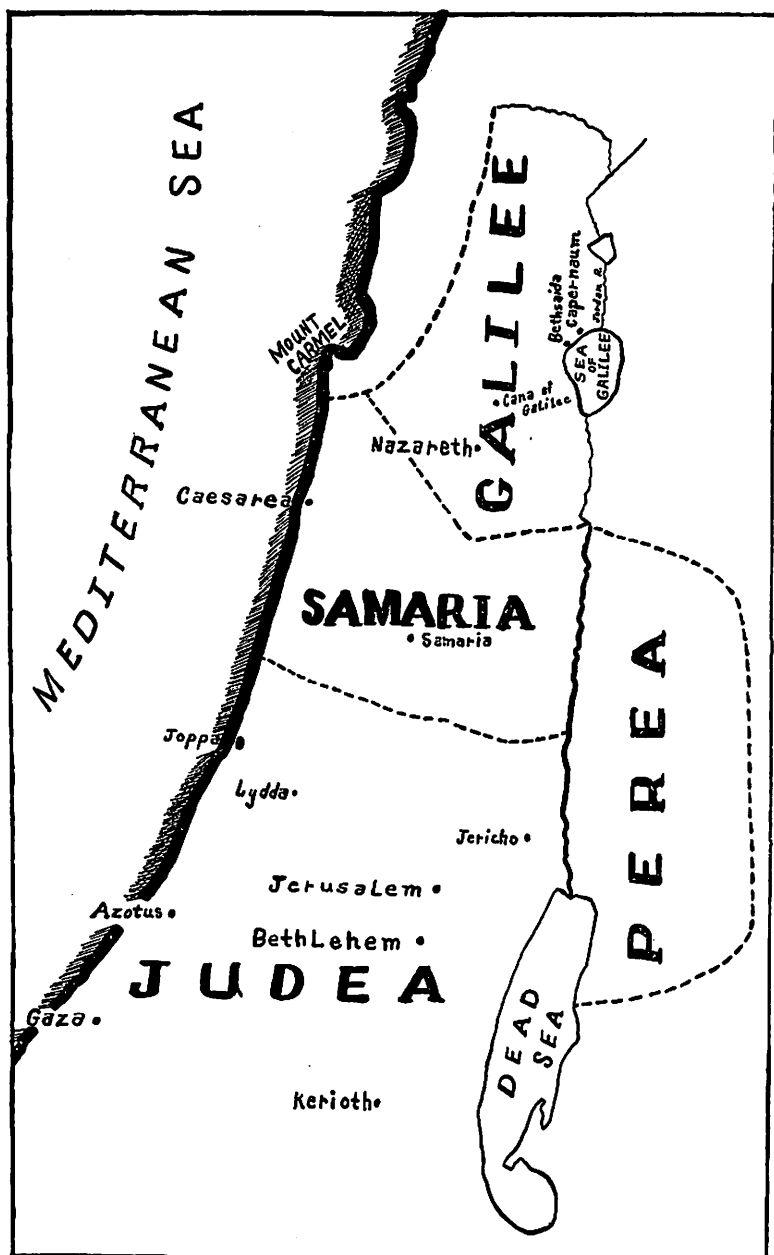 MEDITERRANEAN SEA
GALILEE
Bethsaida
Capernaum
Jordan R.
MOUNT
CARMEL
SEA
OF
GALILEE
Cana of
Galilee
Nazareth
Caesarea
SAMARIA
Samaria
PEREA
Joppa
Lydda
Jericho
Jerusalem
Azotus
BethLehem
JUDEA
Gaza
DEAD
SEA
Kerioth